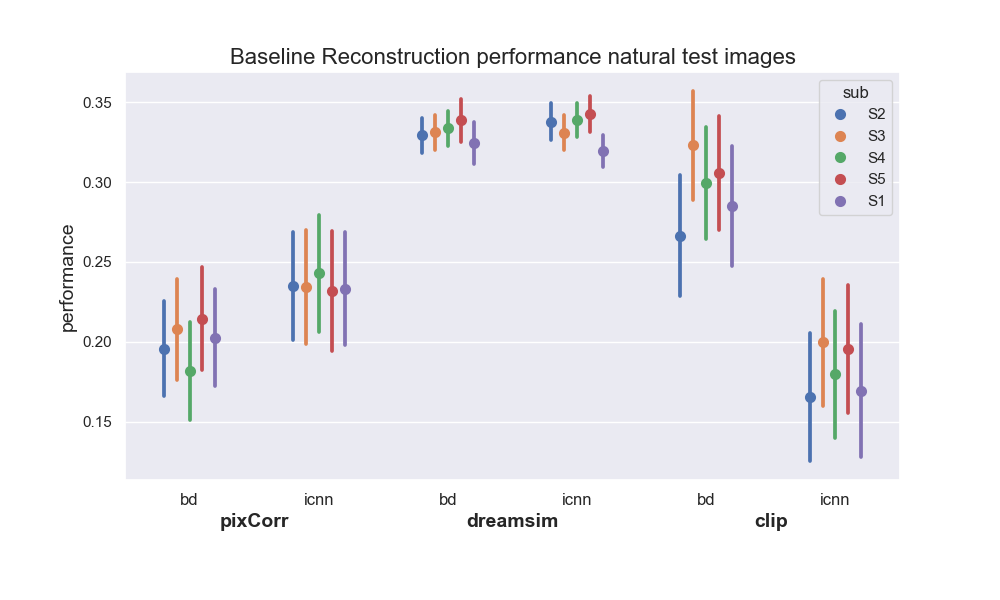 Baseline Reconstruction performance natural test images
performance
0.35
0.30
0.25
0.20
0.15
sub
S2
S3
S4
S5
S1
bd icnn bd icnn bd icnn
pixCorr dreamsim clip